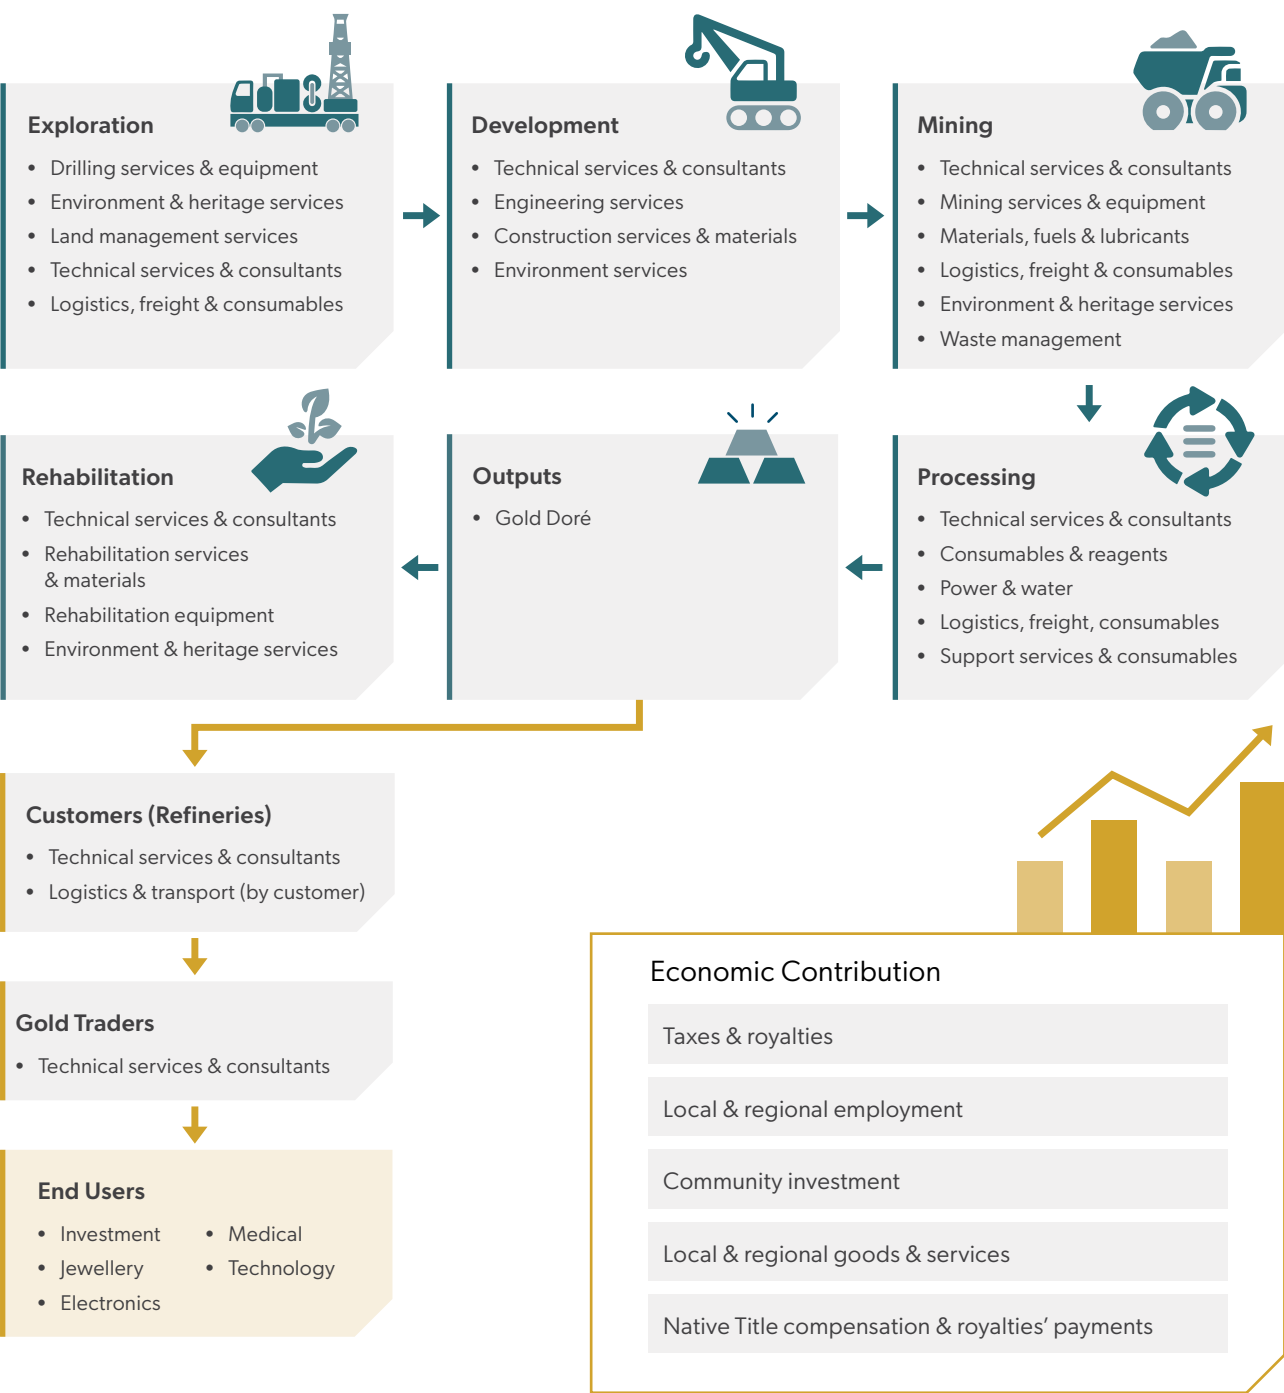 Exploration
• Drilling services & equipment
• Environment & heritage services
• Land management services
• Technical services & consultants
• Logistics, freight & consumables
Development
• Technical services & consultants
• Engineering services
• Construction services & materials
• Environment services
Mining
• Technical services & consultants
• Mining services & equipment
• Materials, fuels & lubricants
• Logistics, freight & consumables
• Environment & heritage services
• Waste management
Rehabilitation
• Technical services & consultants
• Rehabilitation services
& materials
• Rehabilitation equipment
• Environment & heritage services
Outputs
• Gold Doré
Processing
• Technical services & consultants
• Consumables & reagents
• Power & water
• Logistics, freight, consumables
• Support services & consumables
Customers (Refineries)
• Technical services & consultants
• Logistics & transport (by customer)
Gold Traders
• Technical services & consultants
End Users
• Investment
• Jewellery
• Electronics
• Medical
• Technology
Economic Contribution
Taxes & royalties
Local & regional employment
Community investment
Local & regional goods & services
Native Title compensation & royalties’ payments